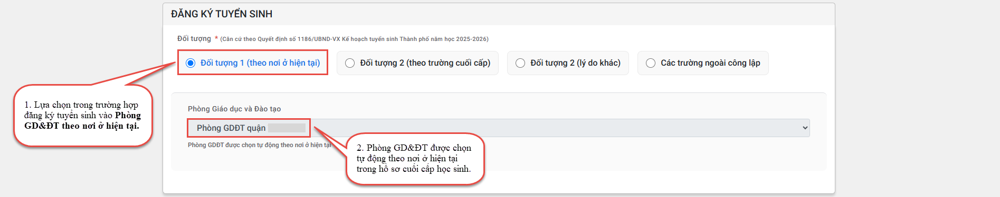 ĐĂNG KÝ TUYỂN SINH
Đối tượng * (Căn cứ theo Quyết định số 1186/UBND-VX Kế hoạch tuyển sinh Thành phố năm học 2025-2026)
Đối tượng 1 (theo nơi ở hiện tại)
Đối tượng 2 (theo trường cuối cấp)
Đối tượng 2 (lý do khác)
Các trường ngoài công lập
1. Lựa chọn trong trường hợp
đăng ký tuyển sinh vào Phòng
GD&ĐT theo nơi ở hiện tại.
Phòng Giáo dục và Đào tạo
Phòng GDĐT quận
Phòng GDĐT được chọn tự động theo nơi ở hiện tại
2. Phòng GD&ĐT được chọn
tự động theo nơi ở hiện tại
trong hồ sơ cuối cấp học sinh.